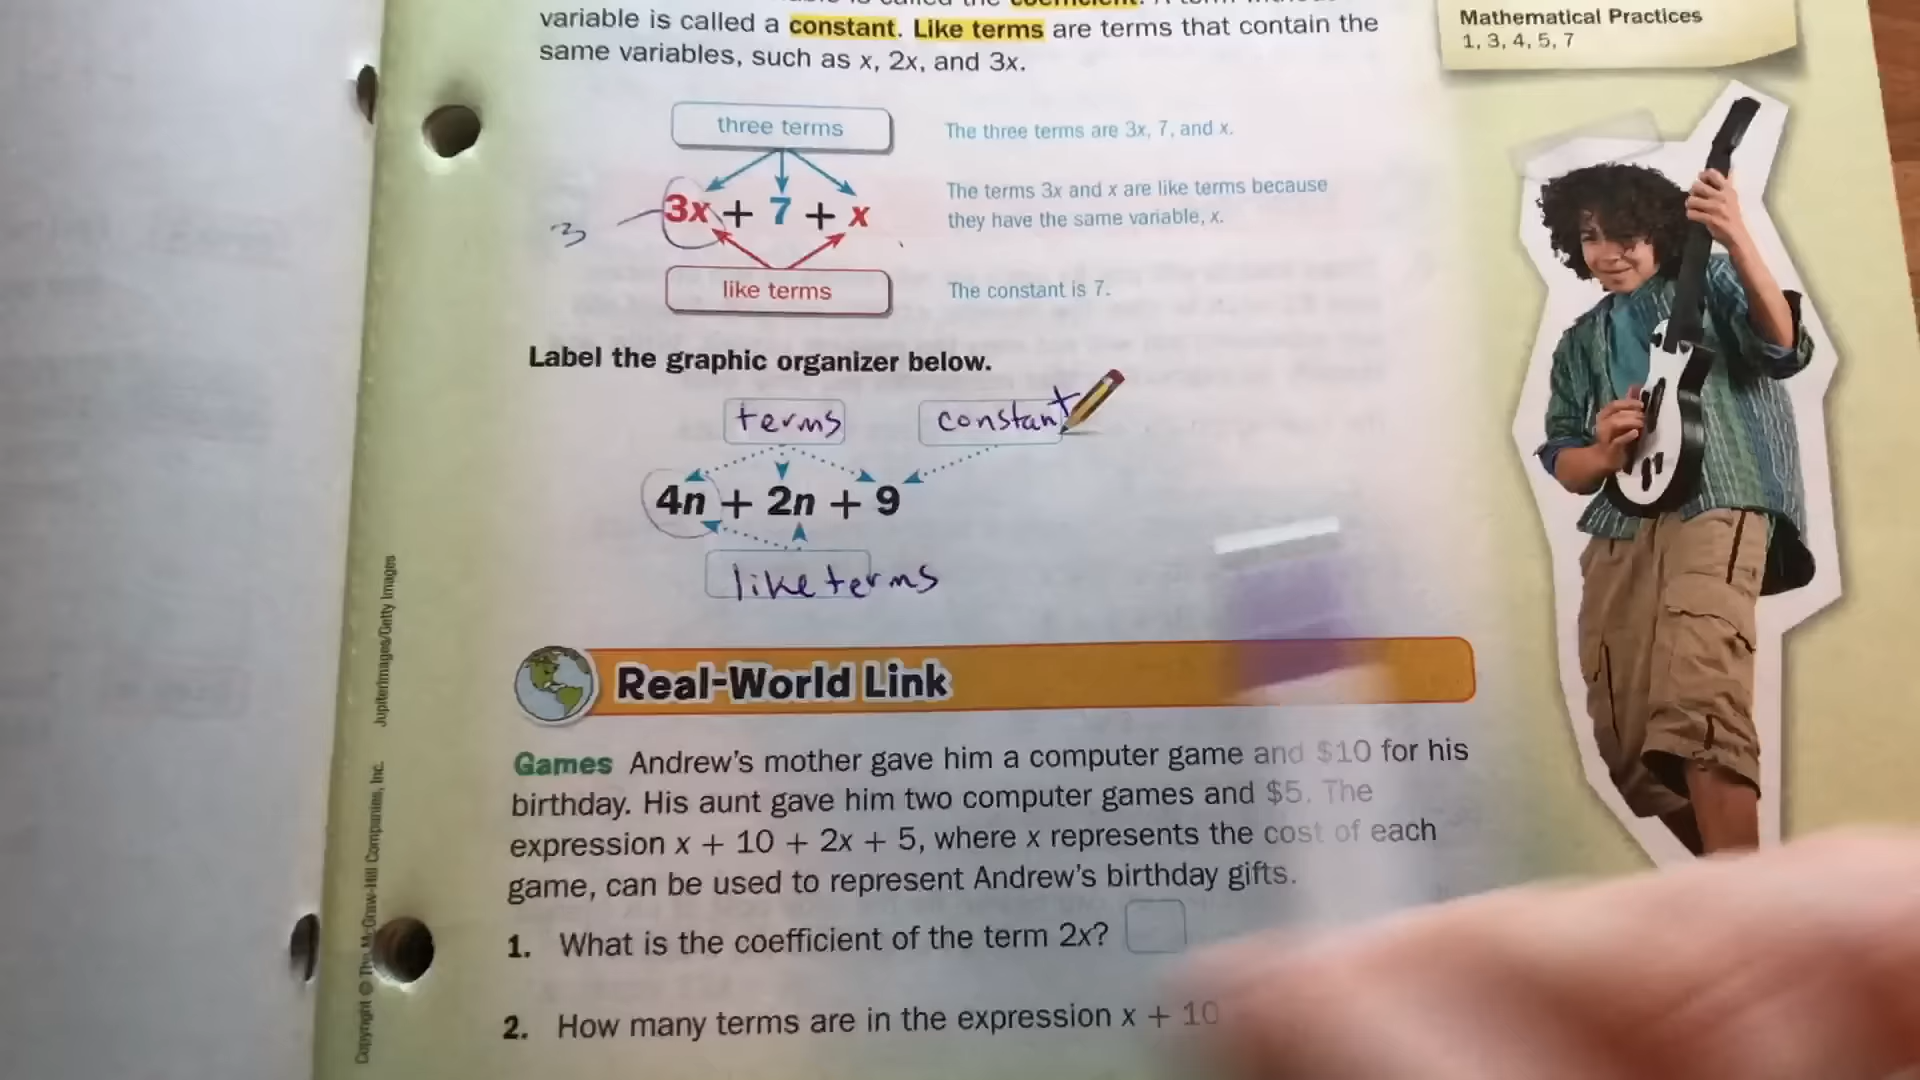 coefficient.
variable is called a constant. Like terms are terms that contain the
same variables, such as x, 2x, and 3x.
Mathematical Practices
1, 3, 4, 5, 7
three terms
The three terms are 3x, 7, and x.
3
3x + 7 + x
The terms 3x and x are like terms because
they have the same variable, x.
like terms
The constant is 7.
Label the graphic organizer below.
terms
constant
4n + 2n + 9
like terms
Real-World Link
Games Andrew's mother gave him a computer game and $10 for his
birthday. His aunt gave him two computer games and $5. The
expression x + 10 + 2x + 5, where x represents the cost of each
game, can be used to represent Andrew's birthday gifts.
1. What is the coefficient of the term 2x?
2. How many terms are in the expression x + 10
Copyright © The McGraw-Hill Companies, Inc. Jupiterimages/Getty Images